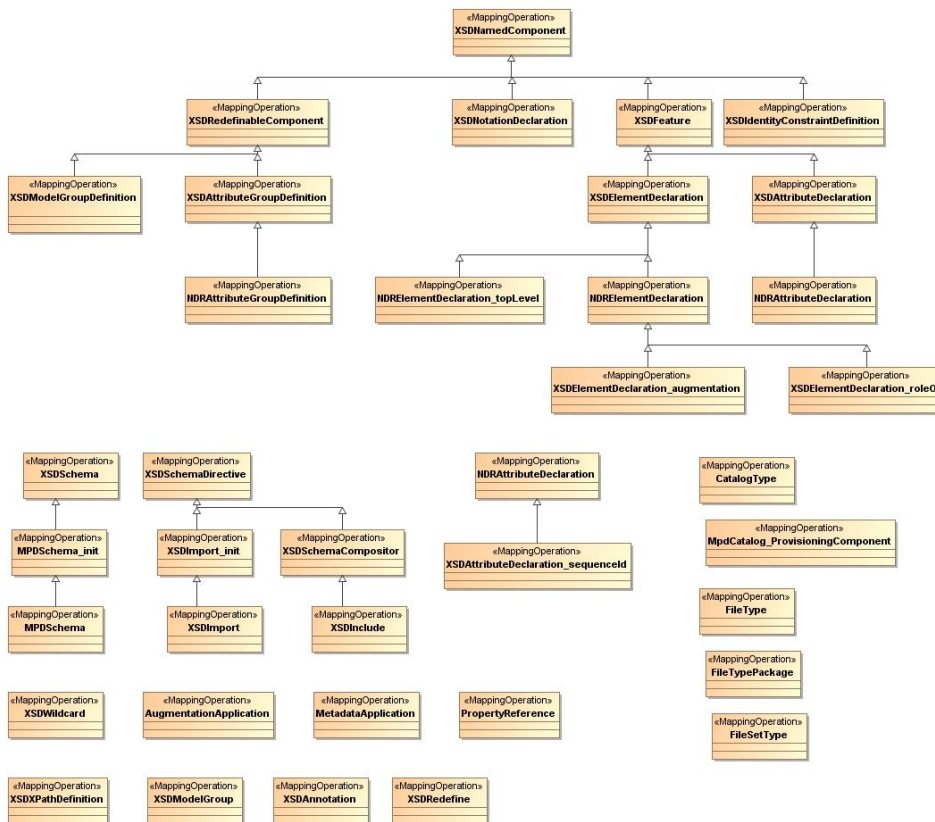 «MappingOperation»
XSDNamedComponent
«MappingOperation»
XSDRedefinableComponent
«MappingOperation»
XSDNotationDeclaration
«MappingOperation»
XSDFeature
«MappingOperation»
XSDIdentityConstraintDefinition
«MappingOperation»
XSDModelGroupDefinition
«MappingOperation»
XSDAttributeGroupDefinition
«MappingOperation»
XSDElementDeclaration
«MappingOperation»
XSDAttributeDeclaration
«MappingOperation»
NDRAttributeGroupDefinition
«MappingOperation»
NDRElementDeclaration_topLevel
«MappingOperation»
NDRElementDeclaration
«MappingOperation»
NDRAttributeDeclaration
«MappingOperation»
XSDElementDeclaration_augmentation
«MappingOperation»
XSDElementDeclaration_roleO
«MappingOperation»
XSDSchema
«MappingOperation»
XSDSchemaDirective
«MappingOperation»
NDRAttributeDeclaration
«MappingOperation»
CatalogType
«MappingOperation»
MPDSchema_init
«MappingOperation»
XSDImport_init
«MappingOperation»
XSDSchemaCompositor
«MappingOperation»
XSDAttributeDeclaration_sequenceId
«MappingOperation»
MpdCatalog_ProvisioningComponent
«MappingOperation»
MPDSchema
«MappingOperation»
XSDImport
«MappingOperation»
XSDInclude
«MappingOperation»
FileType
«MappingOperation»
FileTypePackage
«MappingOperation»
XSDWildcard
«MappingOperation»
AugmentationApplication
«MappingOperation»
MetadataApplication
«MappingOperation»
PropertyReference
«MappingOperation»
FileSetType
«MappingOperation»
XSDXPathDefinition
«MappingOperation»
XSDModelGroup
«MappingOperation»
XSDAnnotation
«MappingOperation»
XSDRedefine